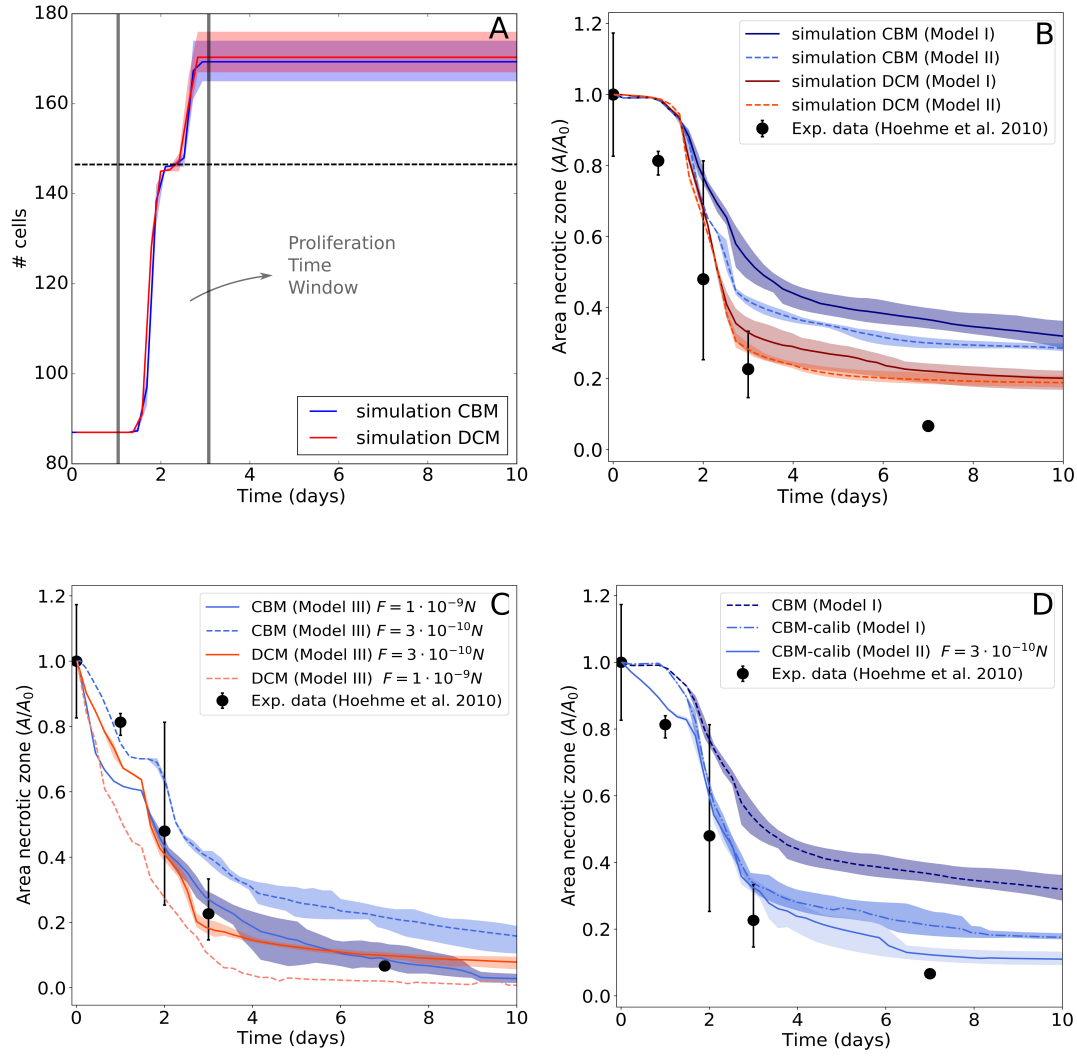 A
180
160
140
120
100
80
# cells
Proliferation
Time
Window
simulation CBM
simulation DCM
0
2
4
6
8
10
Time (days)
B
1.2
1.0
0.8
0.6
0.4
0.2
0.0
Area necrotic zone (A/A₀)
simulation CBM (Model I)
simulation CBM (Model II)
simulation DCM (Model I)
simulation DCM (Model II)
Exp. data (Hoehme et al. 2010)
0
2
4
6
8
10
Time (days)
C
1.2
1.0
0.8
0.6
0.4
0.2
0.0
Area necrotic zone (A/A₀)
CBM (Model III) F = 1 · 10⁻⁹N
CBM (Model III) F = 3 · 10⁻¹⁰N
DCM (Model III) F = 3 · 10⁻¹⁰N
DCM (Model III) F = 1 · 10⁻⁹N
Exp. data (Hoehme et al. 2010)
0
2
4
6
8
10
Time (days)
D
1.2
1.0
0.8
0.6
0.4
0.2
0.0
Area necrotic zone (A/A₀)
CBM (Model I)
CBM-calib (Model I)
CBM-calib (Model II) F = 3 · 10⁻¹⁰N
Exp. data (Hoehme et al. 2010)
0
2
4
6
8
10
Time (days)